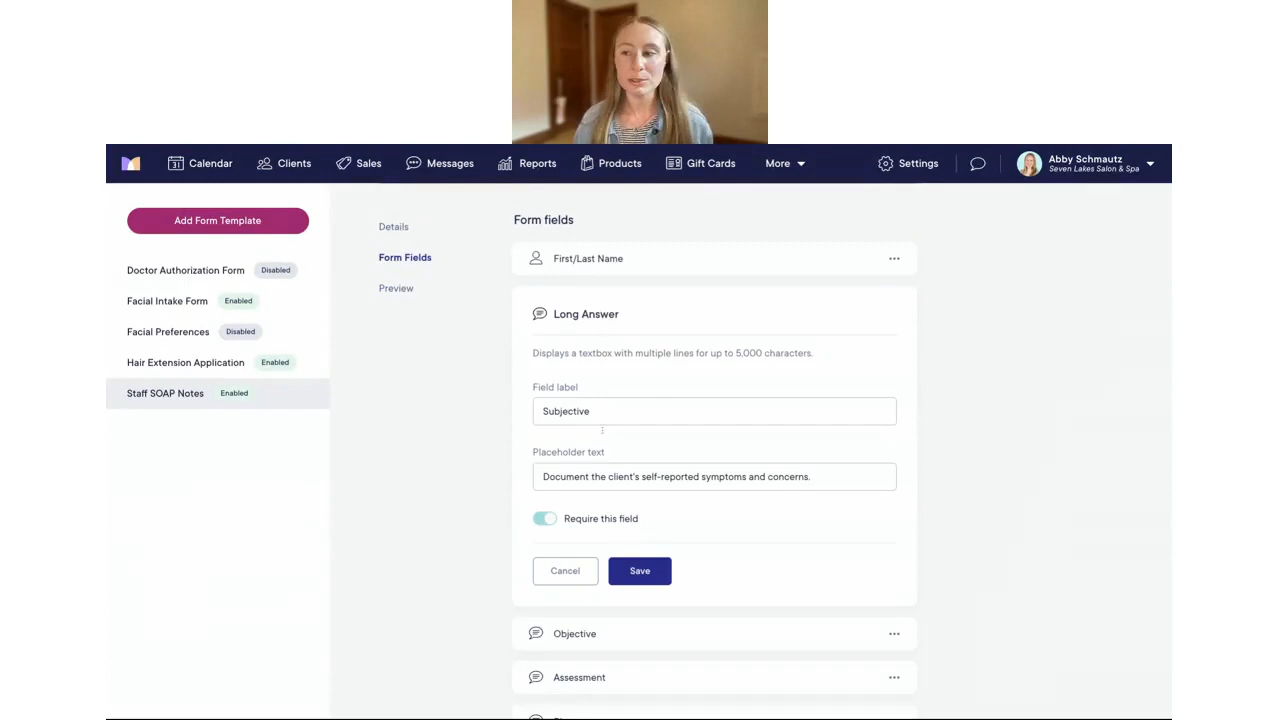 Calendar Clients Sales Messages Reports Products Gift Cards More Settings Abby Schmautz
Seven Lakes Salon & Spa
31
Add Form Template
Doctor Authorization Form Disabled
Facial Intake Form Enabled
Facial Preferences Disabled
Hair Extension Application Enabled
Staff SOAP Notes Enabled
Details
Form Fields
Preview
Form fields
First/Last Name
Long Answer
Displays a textbox with multiple lines for up to 5,000 characters.
Field label
Subjective
Placeholder text
Document the client's self-reported symptoms and concerns.
Require this field
Cancel Save
Objective
Assessment